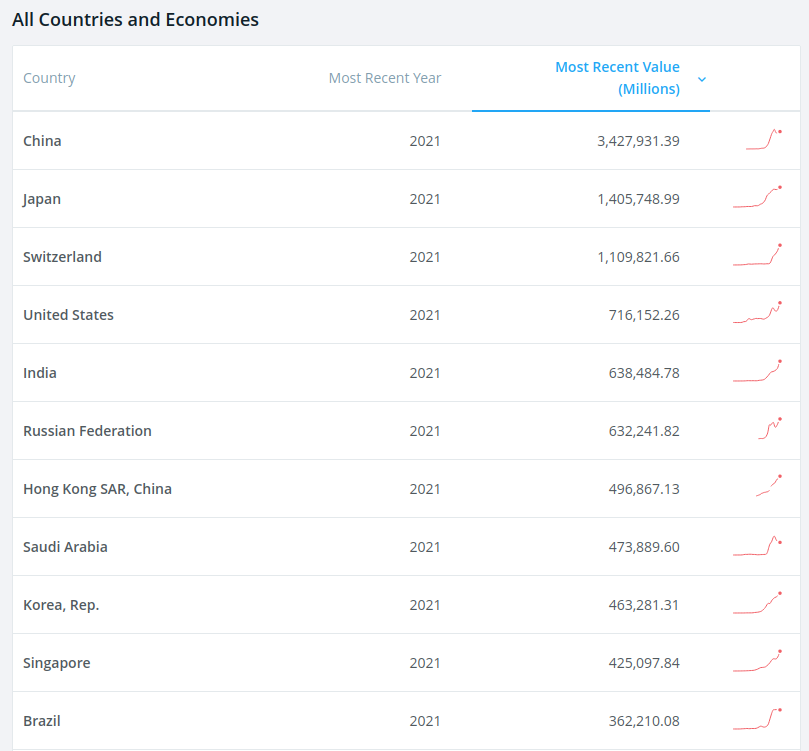 All Countries and Economies
Country Most Recent Year Most Recent Value
(Millions)
China 2021 3,427,931.39
Japan 2021 1,405,748.99
Switzerland 2021 1,109,821.66
United States 2021 716,152.26
India 2021 638,484.78
Russian Federation 2021 632,241.82
Hong Kong SAR, China 2021 496,867.13
Saudi Arabia 2021 473,889.60
Korea, Rep. 2021 463,281.31
Singapore 2021 425,097.84
Brazil 2021 362,210.08